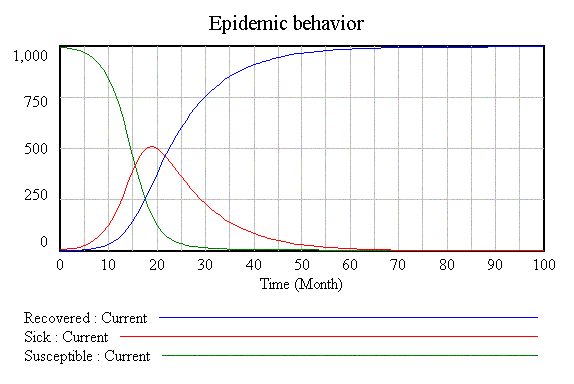 Epidemic behavior
1,000
750
500
250
0
0 10 20 30 40 50 60 70 80 90 100
Time (Month)
Recovered : Current
Sick : Current
Susceptible : Current